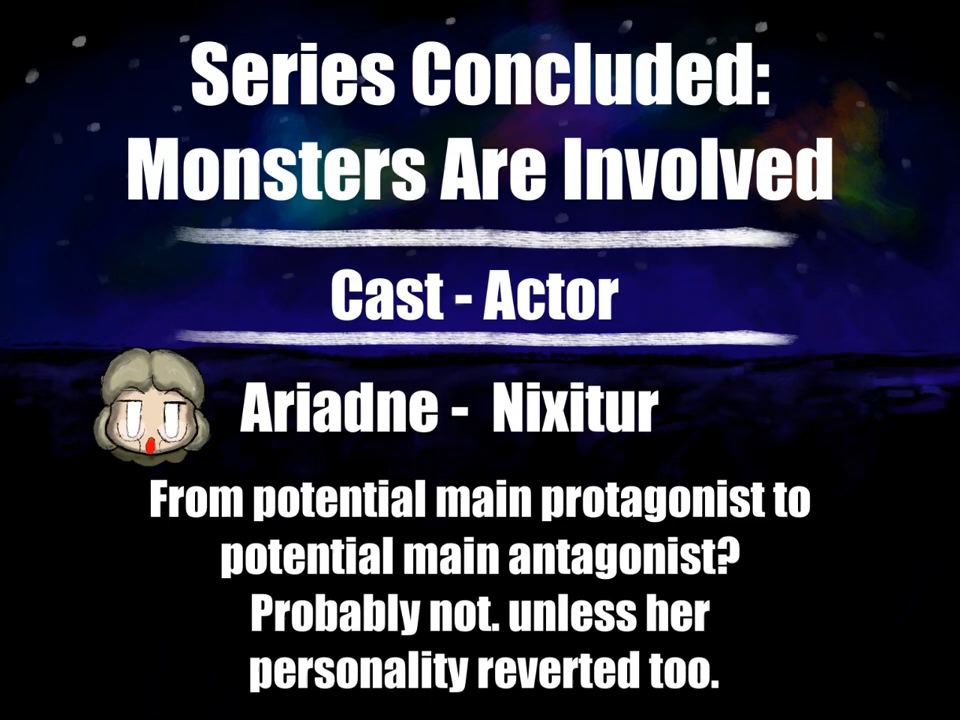 Series Concluded:
Monsters Are Involved
Cast - Actor
Ariadne - Nixitur
From potential main protagonist to
potential main antagonist?
Probably not. unless her
personality reverted too.